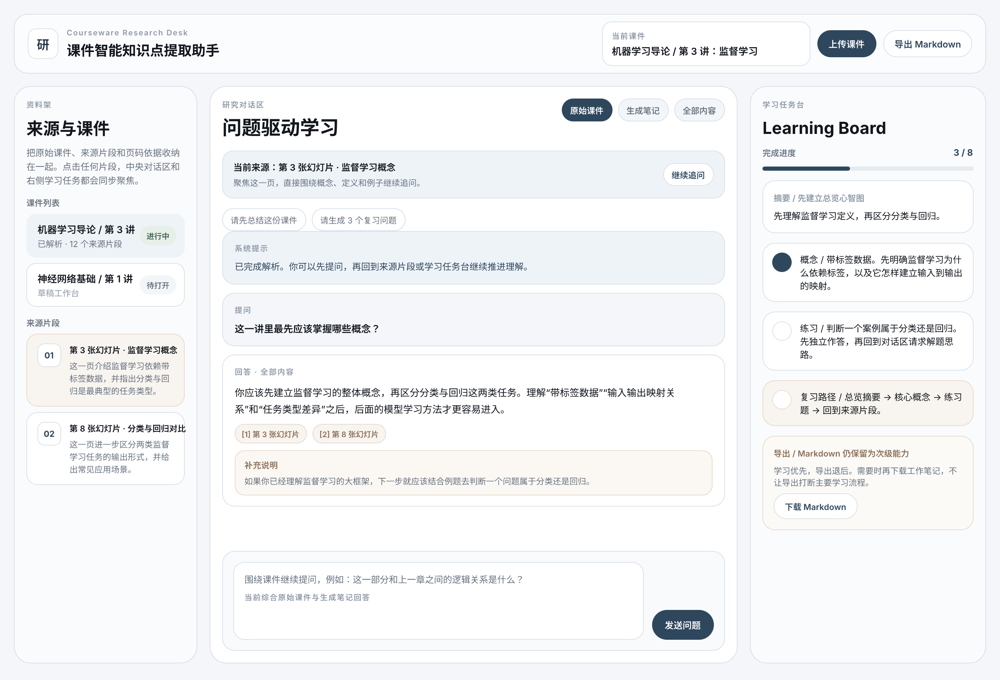 研
Courseware Research Desk
课件智能知识点提取助手
当前课件
机器学习导论 / 第 3 讲：监督学习
上传课件
导出 Markdown
资料架
来源与课件
把原始课件、来源片段和页码依据收纳
在一起。点击任何片段，中央对话区和
右侧学习任务都会同步聚焦。
课件列表
机器学习导论 / 第 3 讲
已解析 · 12 个来源片段
进行中
神经网络基础 / 第 1 讲
草稿工作台
待打开
来源片段
01
第 3 张幻灯片 · 监督学习概念
这一页介绍监督学习依赖带
标签数据，并指出分类与回
归是最典型的任务类型。
02
第 8 张幻灯片 · 分类与回归对比
这一页进一步区分两类监督
学习任务的输出形式，并给
出常见应用场景。
研究对话区
问题驱动学习
原始课件
生成笔记
全部内容
当前来源：第 3 张幻灯片 · 监督学习概念
聚焦这一页，直接围绕概念、定义和例子继续追问。
继续追问
请先总结这份课件
请生成 3 个复习问题
系统提示
已完成解析。你可以先提问，再回到来源片段或学习任务台继续推进理解。
提问
这一讲里最先应该掌握哪些概念？
回答 · 全部内容
你应该先建立监督学习的整体概念，再区分分类与回归这两类任务。理解“带标签数据”“输入输出映射关
系”和“任务类型差异”之后，后面的模型学习方法才更容易进入。
[1] 第 3 张幻灯片
[2] 第 8 张幻灯片
补充说明
如果你已经理解监督学习的大框架，下一步就应该结合例题去判断一个问题属于分类还是回归。
围绕课件继续提问，例如：这一部分和上一章之间的逻辑关系是什么？
当前综合原始课件与生成笔记回答
发送问题
学习任务台
Learning Board
完成进度
3 / 8
摘要 / 先建立总览心智图
先理解监督学习定义，再区分分类与回归。
概念 / 带标签数据。先明确监督学习为什
么依赖标签，以及它怎样建立输入到输出
的映射。
练习 / 判断一个案例属于分类还是回归。
先独立作答，再回到对话区请求解题思
路。
复习路径 / 总览摘要 → 核心概念 → 练习
题 → 回到来源片段。
导出 / Markdown 仍保留为次级能力
学习优先，导出退后。需要时再下载工作笔记，不
让导出打断主要学习流程。
下载 Markdown